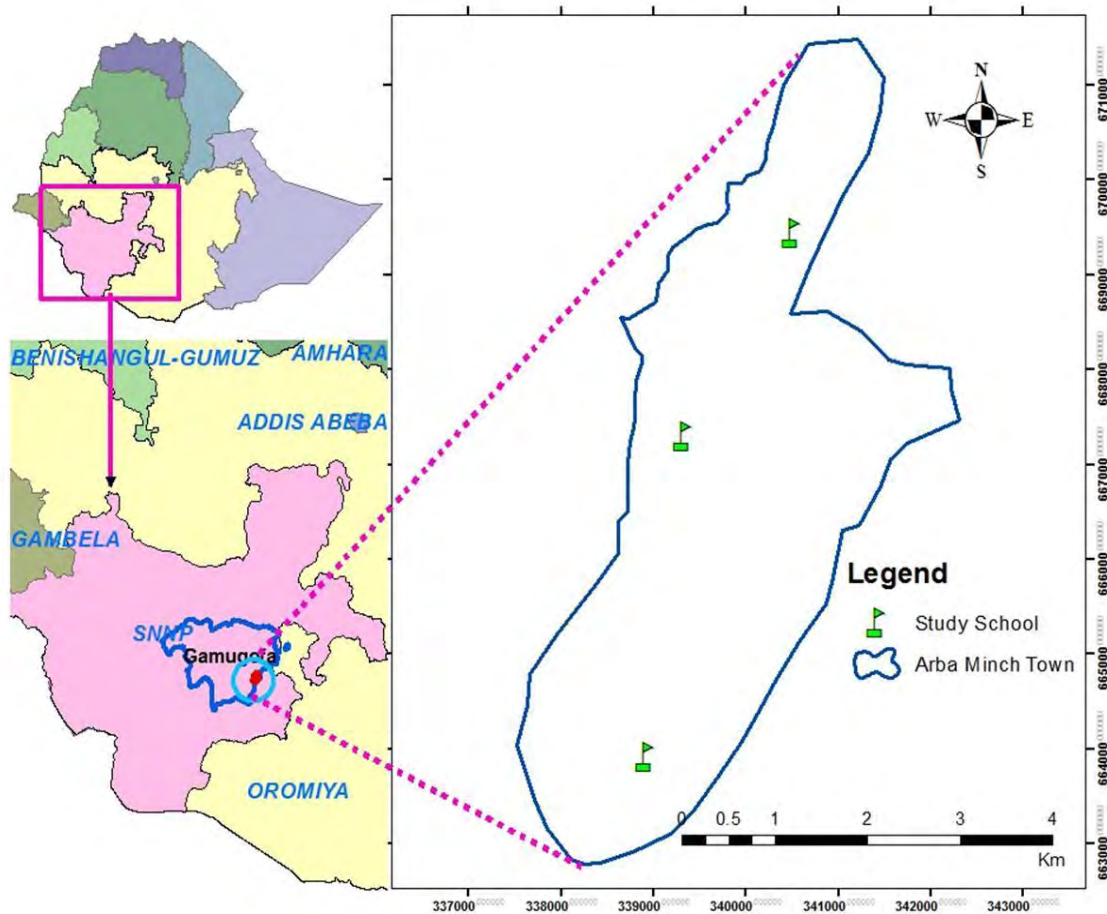 BENISHANGUL-GUMUZ
AMHARA
ADDIS ABEBA
GAMBELA
SNNP
Gamugofa
OROMIYA
N
W
E
S
Legend
Study School
Arba Minch Town
0 0.5 1 2 3 4
Km
671000
670000
669000
668000
667000
666000
665000
664000
663000
337000 338000 339000 340000 341000 342000 343000